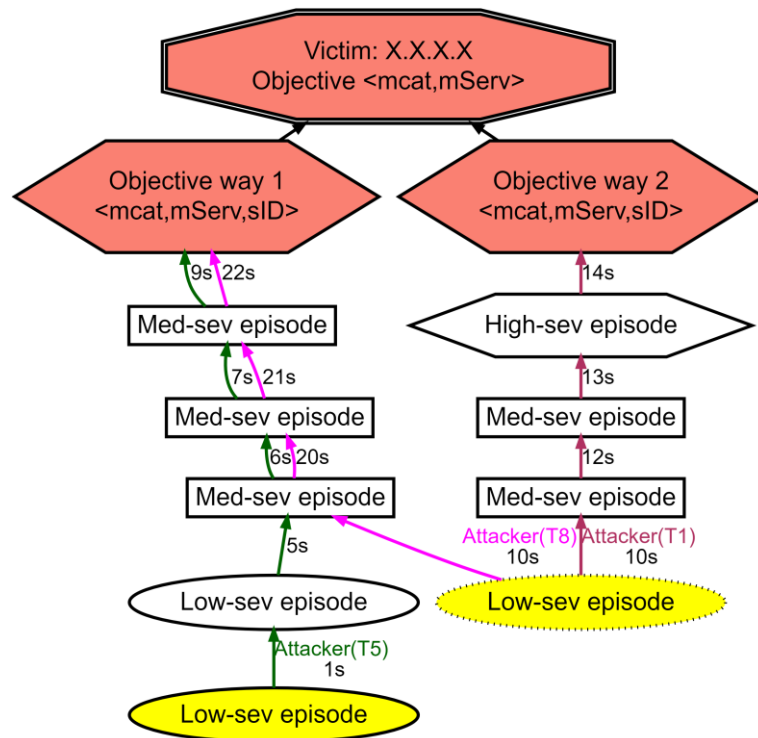 Victim: X.X.X.X
Objective <mcat,mServ>
Objective way 1
<mcat,mServ,sID>
Objective way 2
<mcat,mServ,sID>
9s
22s
14s
Med-sev episode
High-sev episode
7s
21s
13s
Med-sev episode
Med-sev episode
6s
20s
12s
Med-sev episode
Med-sev episode
5s
Attacker(T8)
10s
Attacker(T1)
10s
Low-sev episode
Low-sev episode
Attacker(T5)
1s
Low-sev episode